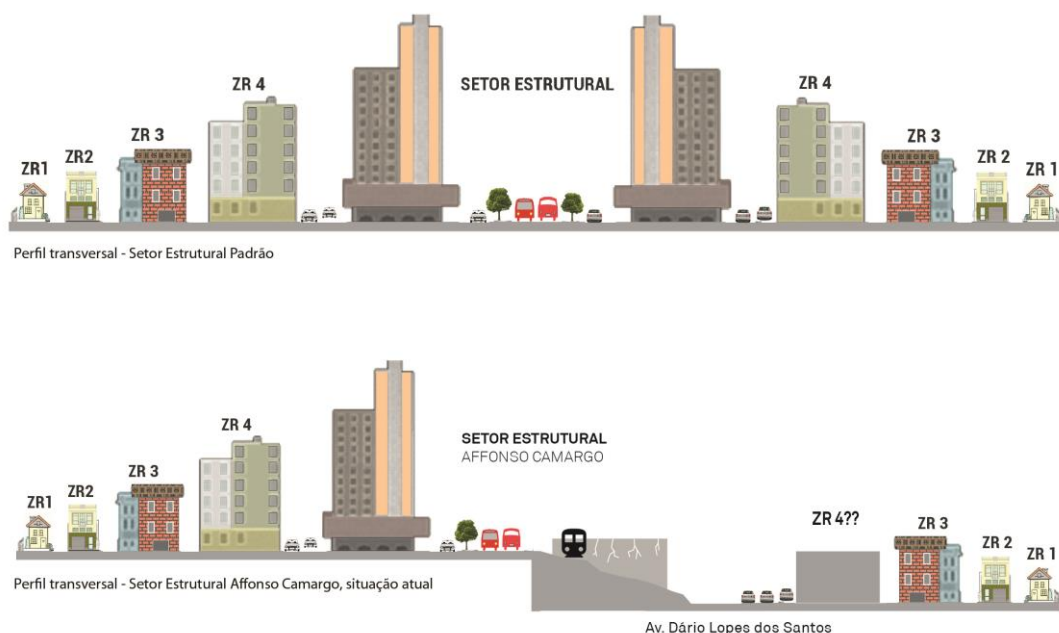 SETOR ESTRUTURAL
ZR 4
ZR 4
ZR 3
ZR 3
ZR2
ZR 2
ZR1
ZR 1
Perfil transversal - Setor Estrutural Padrão
SETOR ESTRUTURAL
AFFONSO CAMARGO
ZR 4
ZR 3
ZR2
ZR1
ZR 4??
ZR 3
ZR 2
ZR 1
Perfil transversal - Setor Estrutural Affonso Camargo, situação atual
Av. Dário Lopes dos Santos